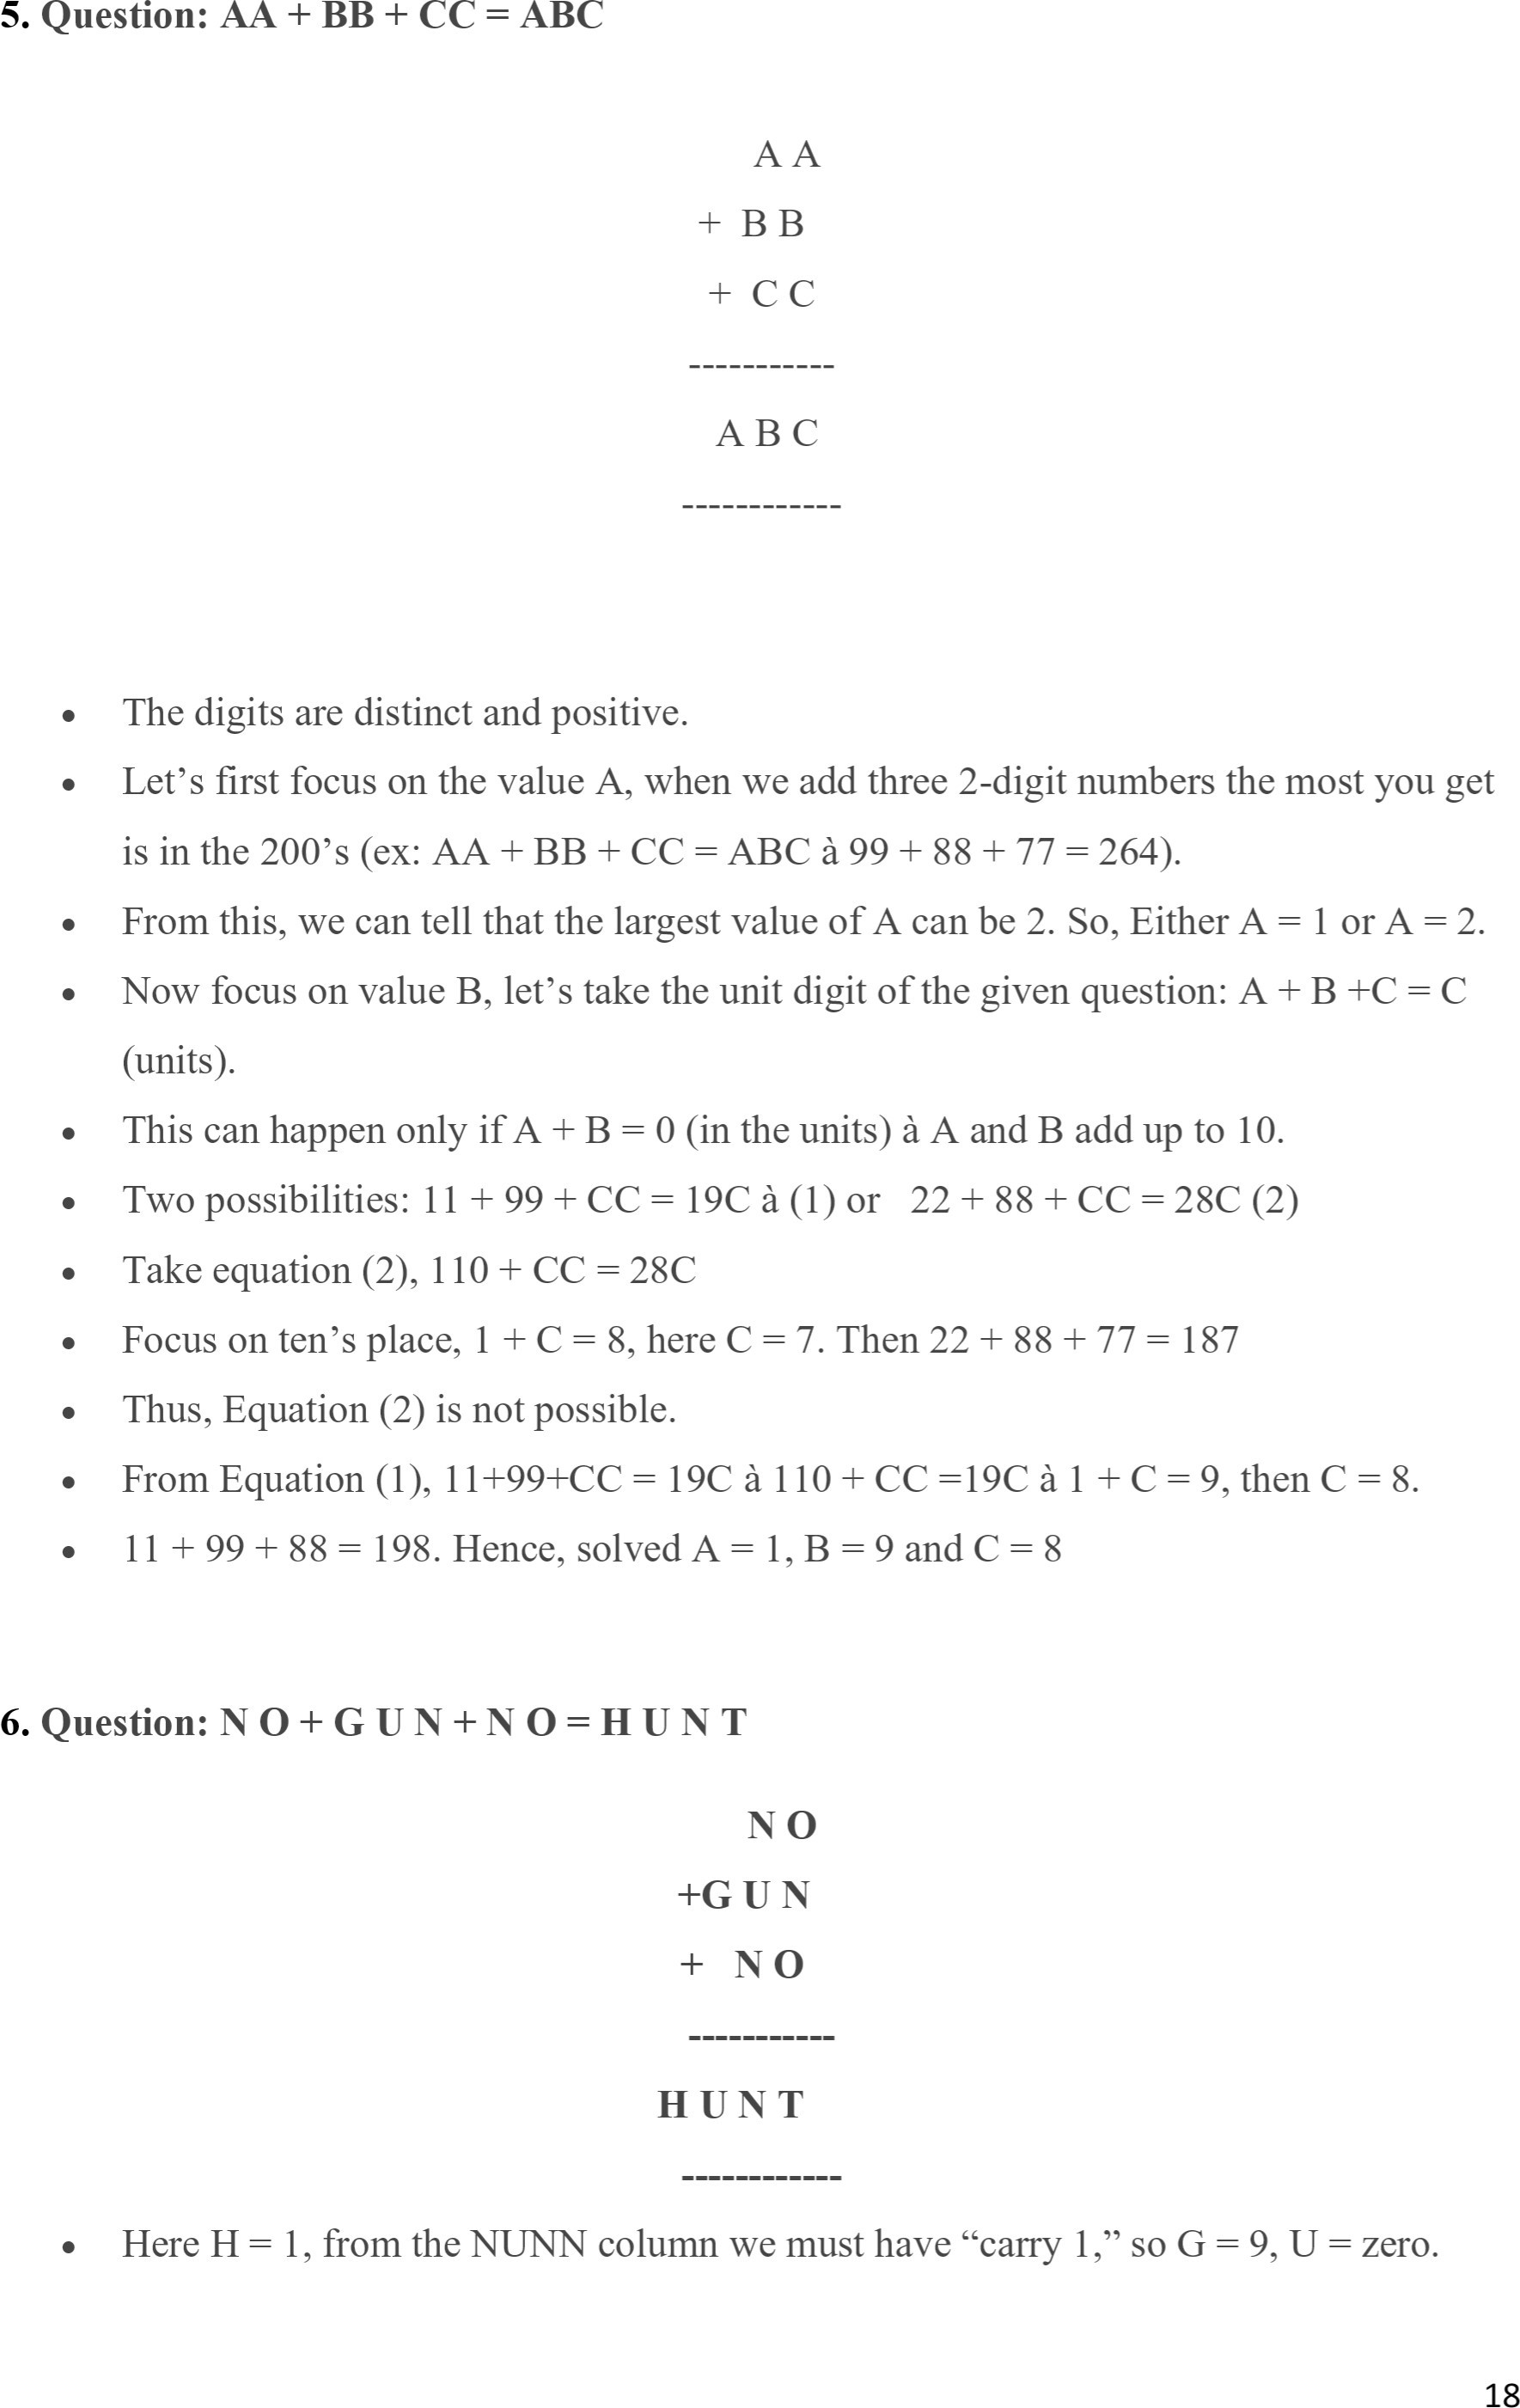 5. Question: AA + BB + CC = ABC
A A
+ B B
+ C C
-----------
A B C
------------
• The digits are distinct and positive.
• Let’s first focus on the value A, when we add three 2-digit numbers the most you get
is in the 200’s (ex: AA + BB + CC = ABC à 99 + 88 + 77 = 264).
• From this, we can tell that the largest value of A can be 2. So, Either A = 1 or A = 2.
• Now focus on value B, let’s take the unit digit of the given question: A + B +C = C
(units).
• This can happen only if A + B = 0 (in the units) à A and B add up to 10.
• Two possibilities: 11 + 99 + CC = 19C à (1) or 22 + 88 + CC = 28C (2)
• Take equation (2), 110 + CC = 28C
• Focus on ten’s place, 1 + C = 8, here C = 7. Then 22 + 88 + 77 = 187
• Thus, Equation (2) is not possible.
• From Equation (1), 11+99+CC = 19C à 110 + CC =19C à 1 + C = 9, then C = 8.
• 11 + 99 + 88 = 198. Hence, solved A = 1, B = 9 and C = 8
6. Question: N O + G U N + N O = H U N T
N O
+G U N
+ N O
-----------
H U N T
------------
• Here H = 1, from the NUNN column we must have “carry 1,” so G = 9, U = zero.
18